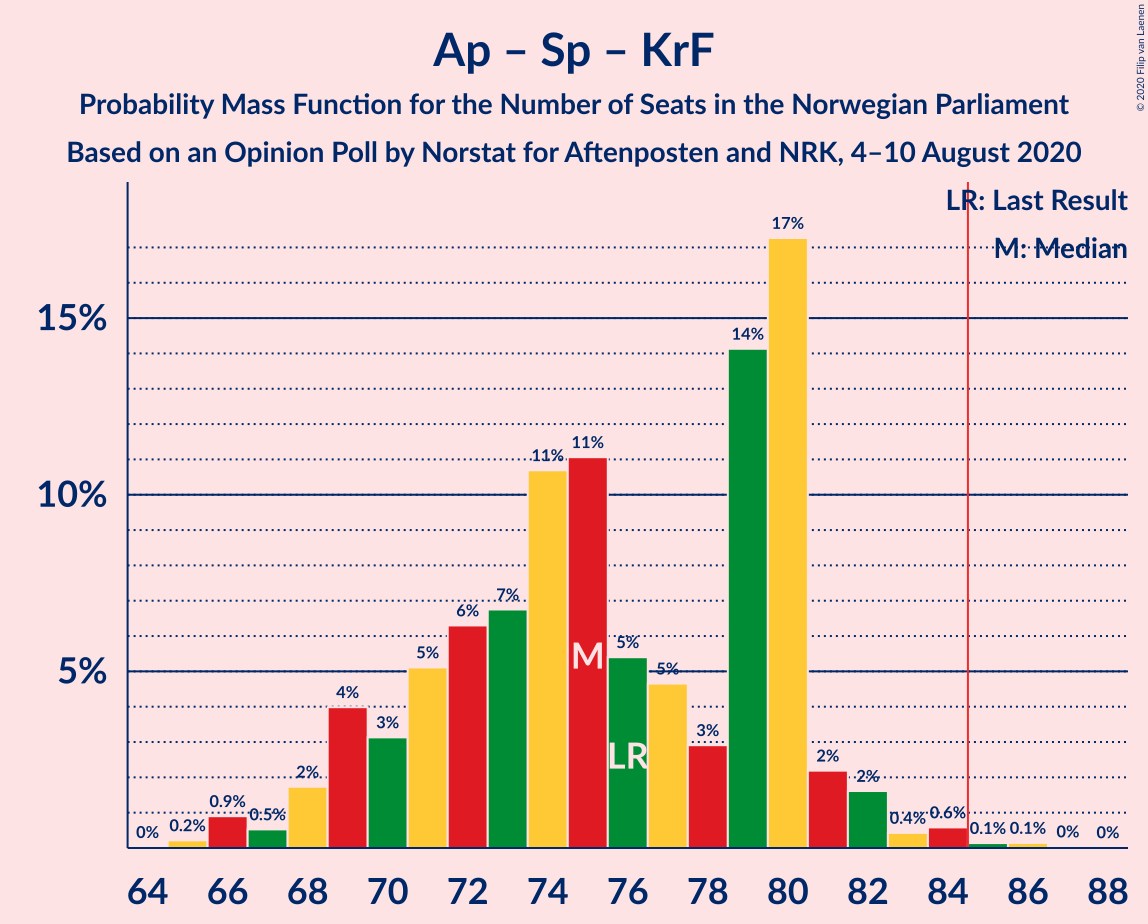 Ap – Sp – KrF
Probability Mass Function for the Number of Seats in the Norwegian Parliament
Based on an Opinion Poll by Norstat for Aftenposten and NRK, 4–10 August 2020
© 2020 Filip van Laenen
LR: Last Result
M: Median
15%
10%
5%
0% 0.2% 0.9% 0.5% 2% 4% 3% 5% 6% 7% 11% 11% 5% 5% 3% 14% 17% 2% 2% 0.4% 0.6% 0.1% 0.1% 0% 0%
M
LR
64 66 68 70 72 74 76 78 80 82 84 86 88